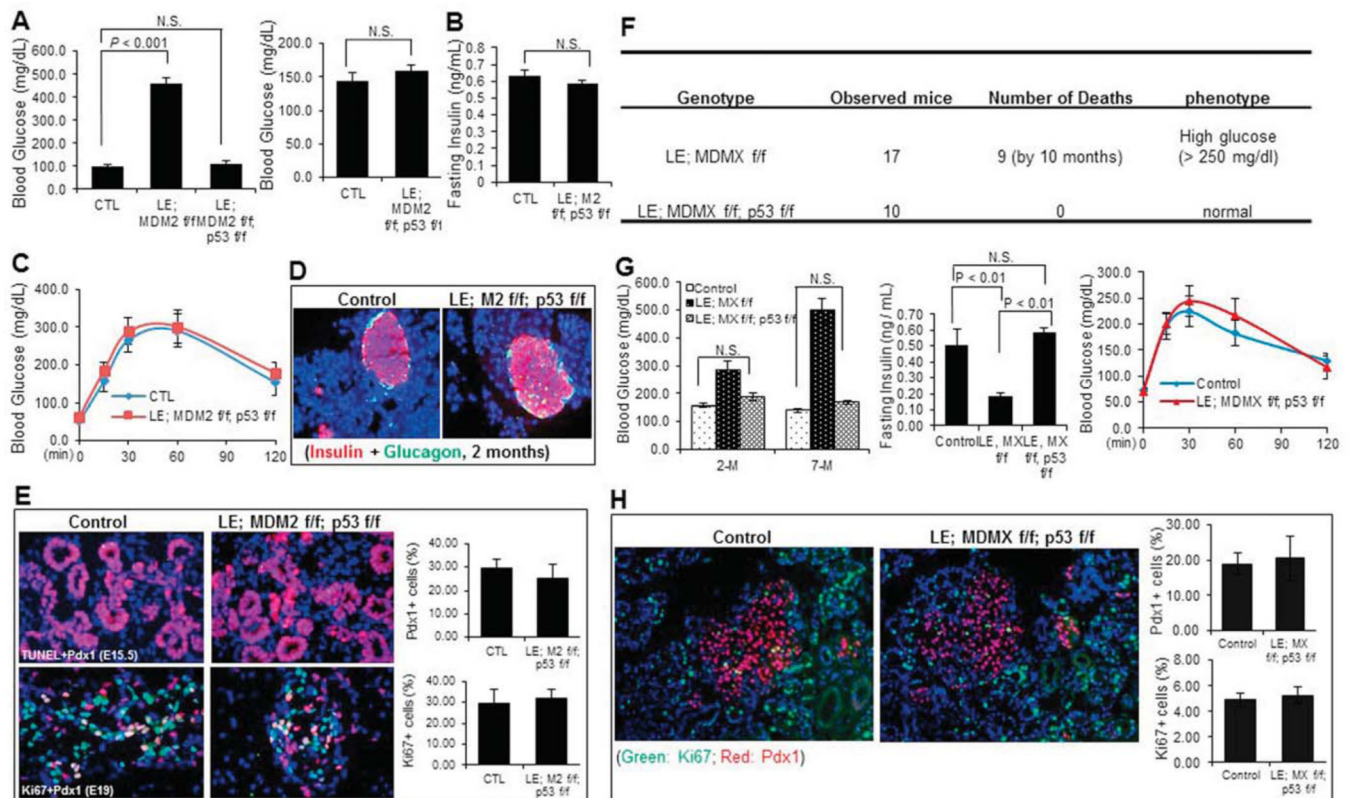 A
N.S.
P < 0.001
Blood Glucose (mg/dL)
600.0
500.0
400.0
300.0
200.0
100.0
0.0
CTL
LE;
MDM2 f/f
LE;
MDM2 f/f;
p53 f/f
N.S.
Blood Glucose (mg/dL)
200.0
150.0
100.0
50.0
0.0
CTL
LE;
MDM2
f/f; p53 f/f
B
N.S.
Fasting Insulin (ng/mL)
0.8
0.7
0.6
0.5
0.4
0.3
0.2
0.1
0
CTL
LE; M2
f/f; p53 f/f
C
Blood Glucose (mg/dL)
400.0
300.0
200.0
100.0
0.0
CTL
LE; MDM2 f/f, p53 f/f
0
30
60
120
(min)
D
Control
LE; M2 f/f; p53 f/f
(Insulin + Glucagon, 2 months)
E
Control
LE; MDM2 f/f; p53 f/f
TUNEL+Pdx1 (E15.5)
Ki67+Pdx1 (E19)
Pdx1+ cells (%)
40.00
30.00
20.00
10.00
0.00
CTL
LE; M2 f/f;
p53 f/f
Ki67+ cells (%)
40.00
30.00
20.00
10.00
0.00
CTL
LE; M2 f/f;
p53 f/f
F
Genotype Observed mice Number of Deaths phenotype
LE; MDMX f/f 17 9 (by 10 months) High glucose
(> 250 mg/dl)
LE; MDMX f/f; p53 f/f 10 0 normal
G
Blood Glucose (mg/dL)
600.0
500.0
400.0
300.0
200.0
100.0
0.0
Control
LE; MX f/f
LE; MX f/f; p53 f/f
N.S.
N.S.
2-M
7-M
N.S.
P < 0.01
P < 0.01
Fasting Insulin (ng/ mL)
0.70
0.60
0.50
0.40
0.30
0.20
0.10
0.00
Control
LE, MX
f/f
LE, MX
f/f, p53
f/f
Blood Glucose (mg/dL)
300.0
250.0
200.0
150.0
100.0
50.0
0.0
Control
LE; MDMX f/f, p53 f/f
0
30
60
120
(min)
H
Control
LE; MDMX f/f; p53 f/f
(Green: Ki67; Red: Pdx1)
Pdx1+ cells (%)
30.00
20.00
10.00
0.00
Control
LE; MX
f/f; p53 f/f
Ki67+ cells (%)
8.00
6.00
4.00
2.00
0.00
Control
LE; MX f/f;
p53 f/f